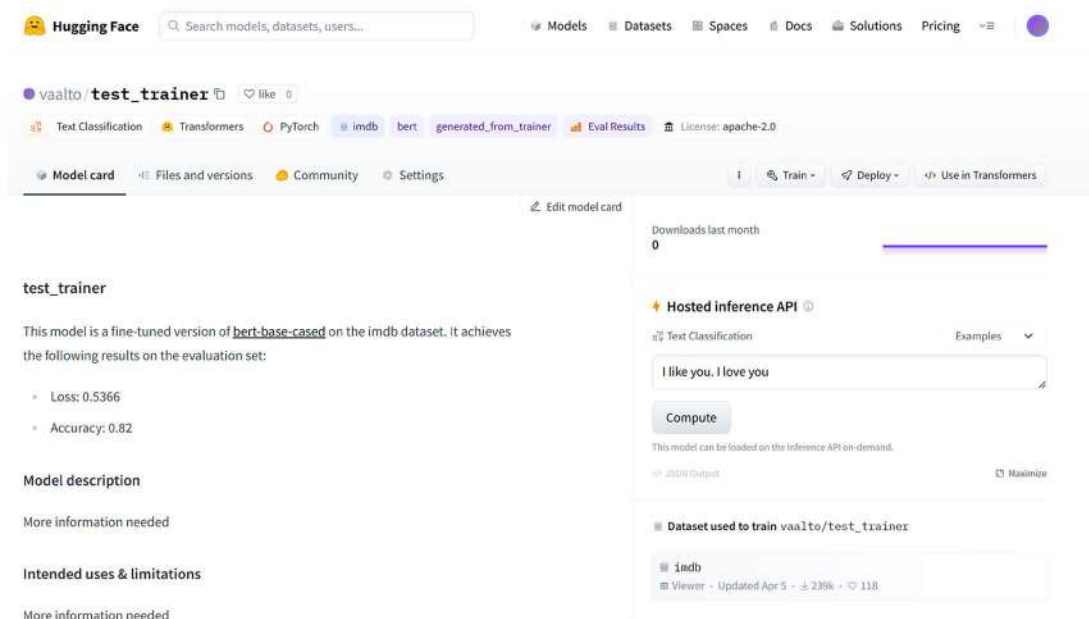 Hugging Face
Search models, datasets, users...
Models Datasets Spaces Docs Solutions Pricing
vaalto/test_trainer like 0
Text Classification Transformers PyTorch imdb bert generated_from_trainer Eval Results License: apache-2.0
Model card Files and versions Community Settings
Train Deploy </> Use in Transformers
Edit model card
Downloads last month
0
test_trainer
This model is a fine-tuned version of bert-base-cased on the imdb dataset. It achieves
the following results on the evaluation set:
Loss: 0.5366
Accuracy: 0.82
Model description
More information needed
Intended uses & limitations
More information needed
Hosted inference API
Text Classification Examples
I like you. I love you
Compute
This model can be loaded on the Inference API on-demand.
</> JSON Output Maximize
Dataset used to train vaalto/test_trainer
imdb
Viewer • Updated Apr 5 • 239k • 118